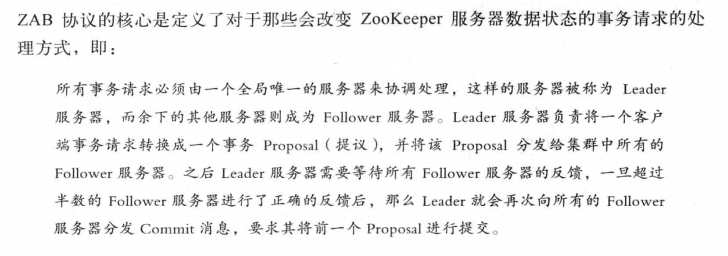 ZAB 协议的核心是定义了对于那些会改变 ZooKeeper 服务器数据状态的事务请求的处
理方式，即：
所有事务请求必须由一个全局唯一的服务器来协调处理，这样的服务器被称为 Leader
服务器，而余下的其他服务器则成为 Follower 服务器。Leader 服务器负责将一个客户
端事务请求转换成一个事务 Proposal（提议），并将该 Proposal 分发给集群中所有的
Follower 服务器。之后 Leader 服务器需要等待所有 Follower 服务器的反馈，一旦超过
半数的 Follower 服务器进行了正确的反馈后，那么 Leader 就会再次向所有的 Follower
服务器分发 Commit 消息，要求其将前一个 Proposal 进行提交。